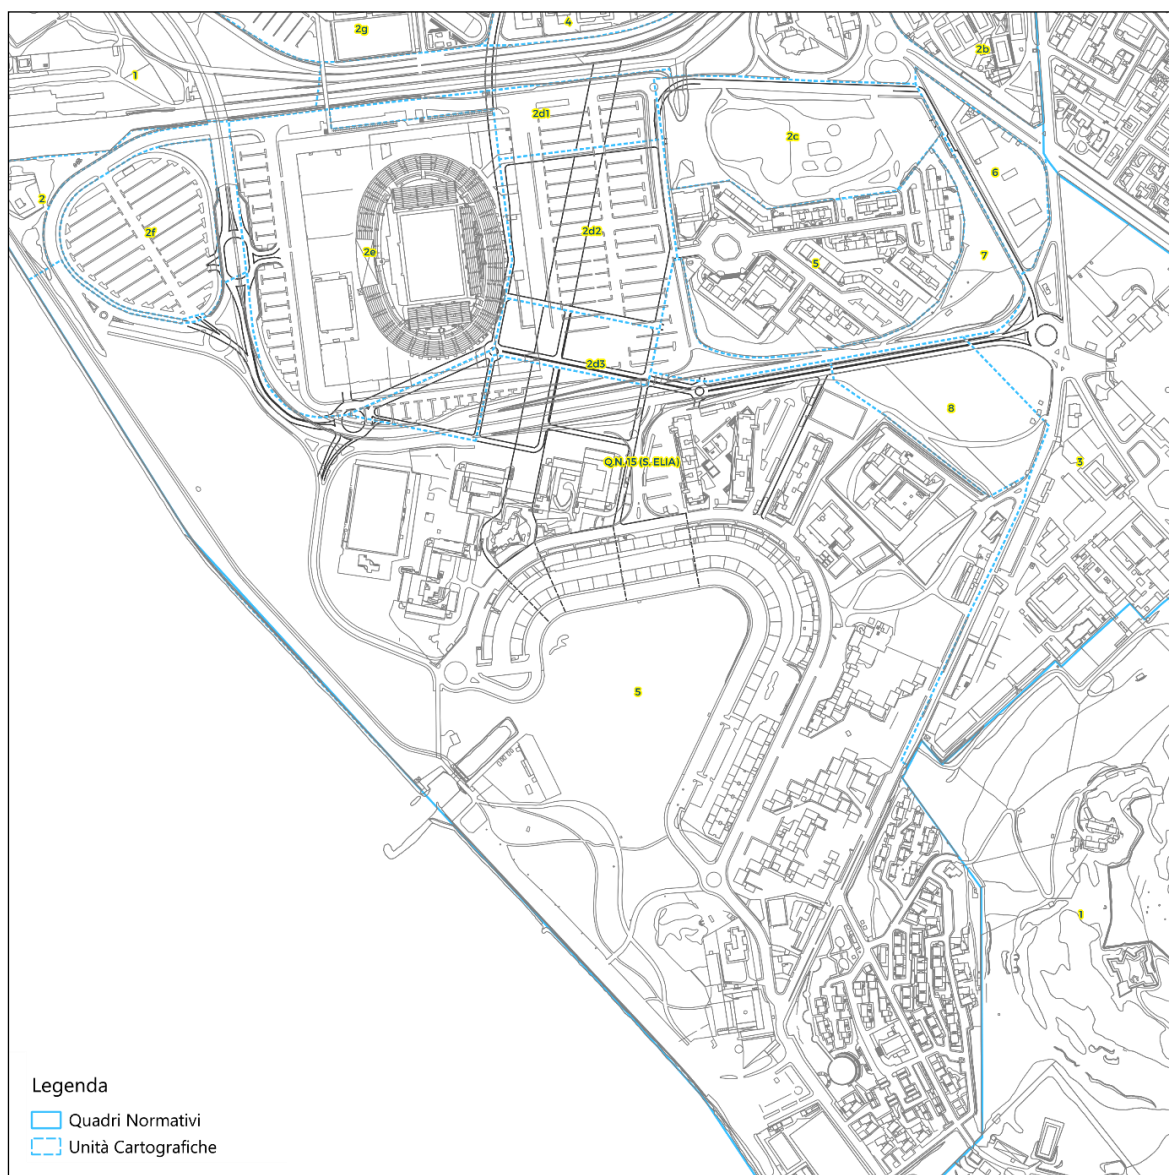 2g
4
2b
1
2d1
2c
6
2
2f
2e
2d2
5
7
2d3
8
Q.N. 15 (S. ELIA)
3
5
1
Legenda
Quadri Normativi
Unità Cartografiche